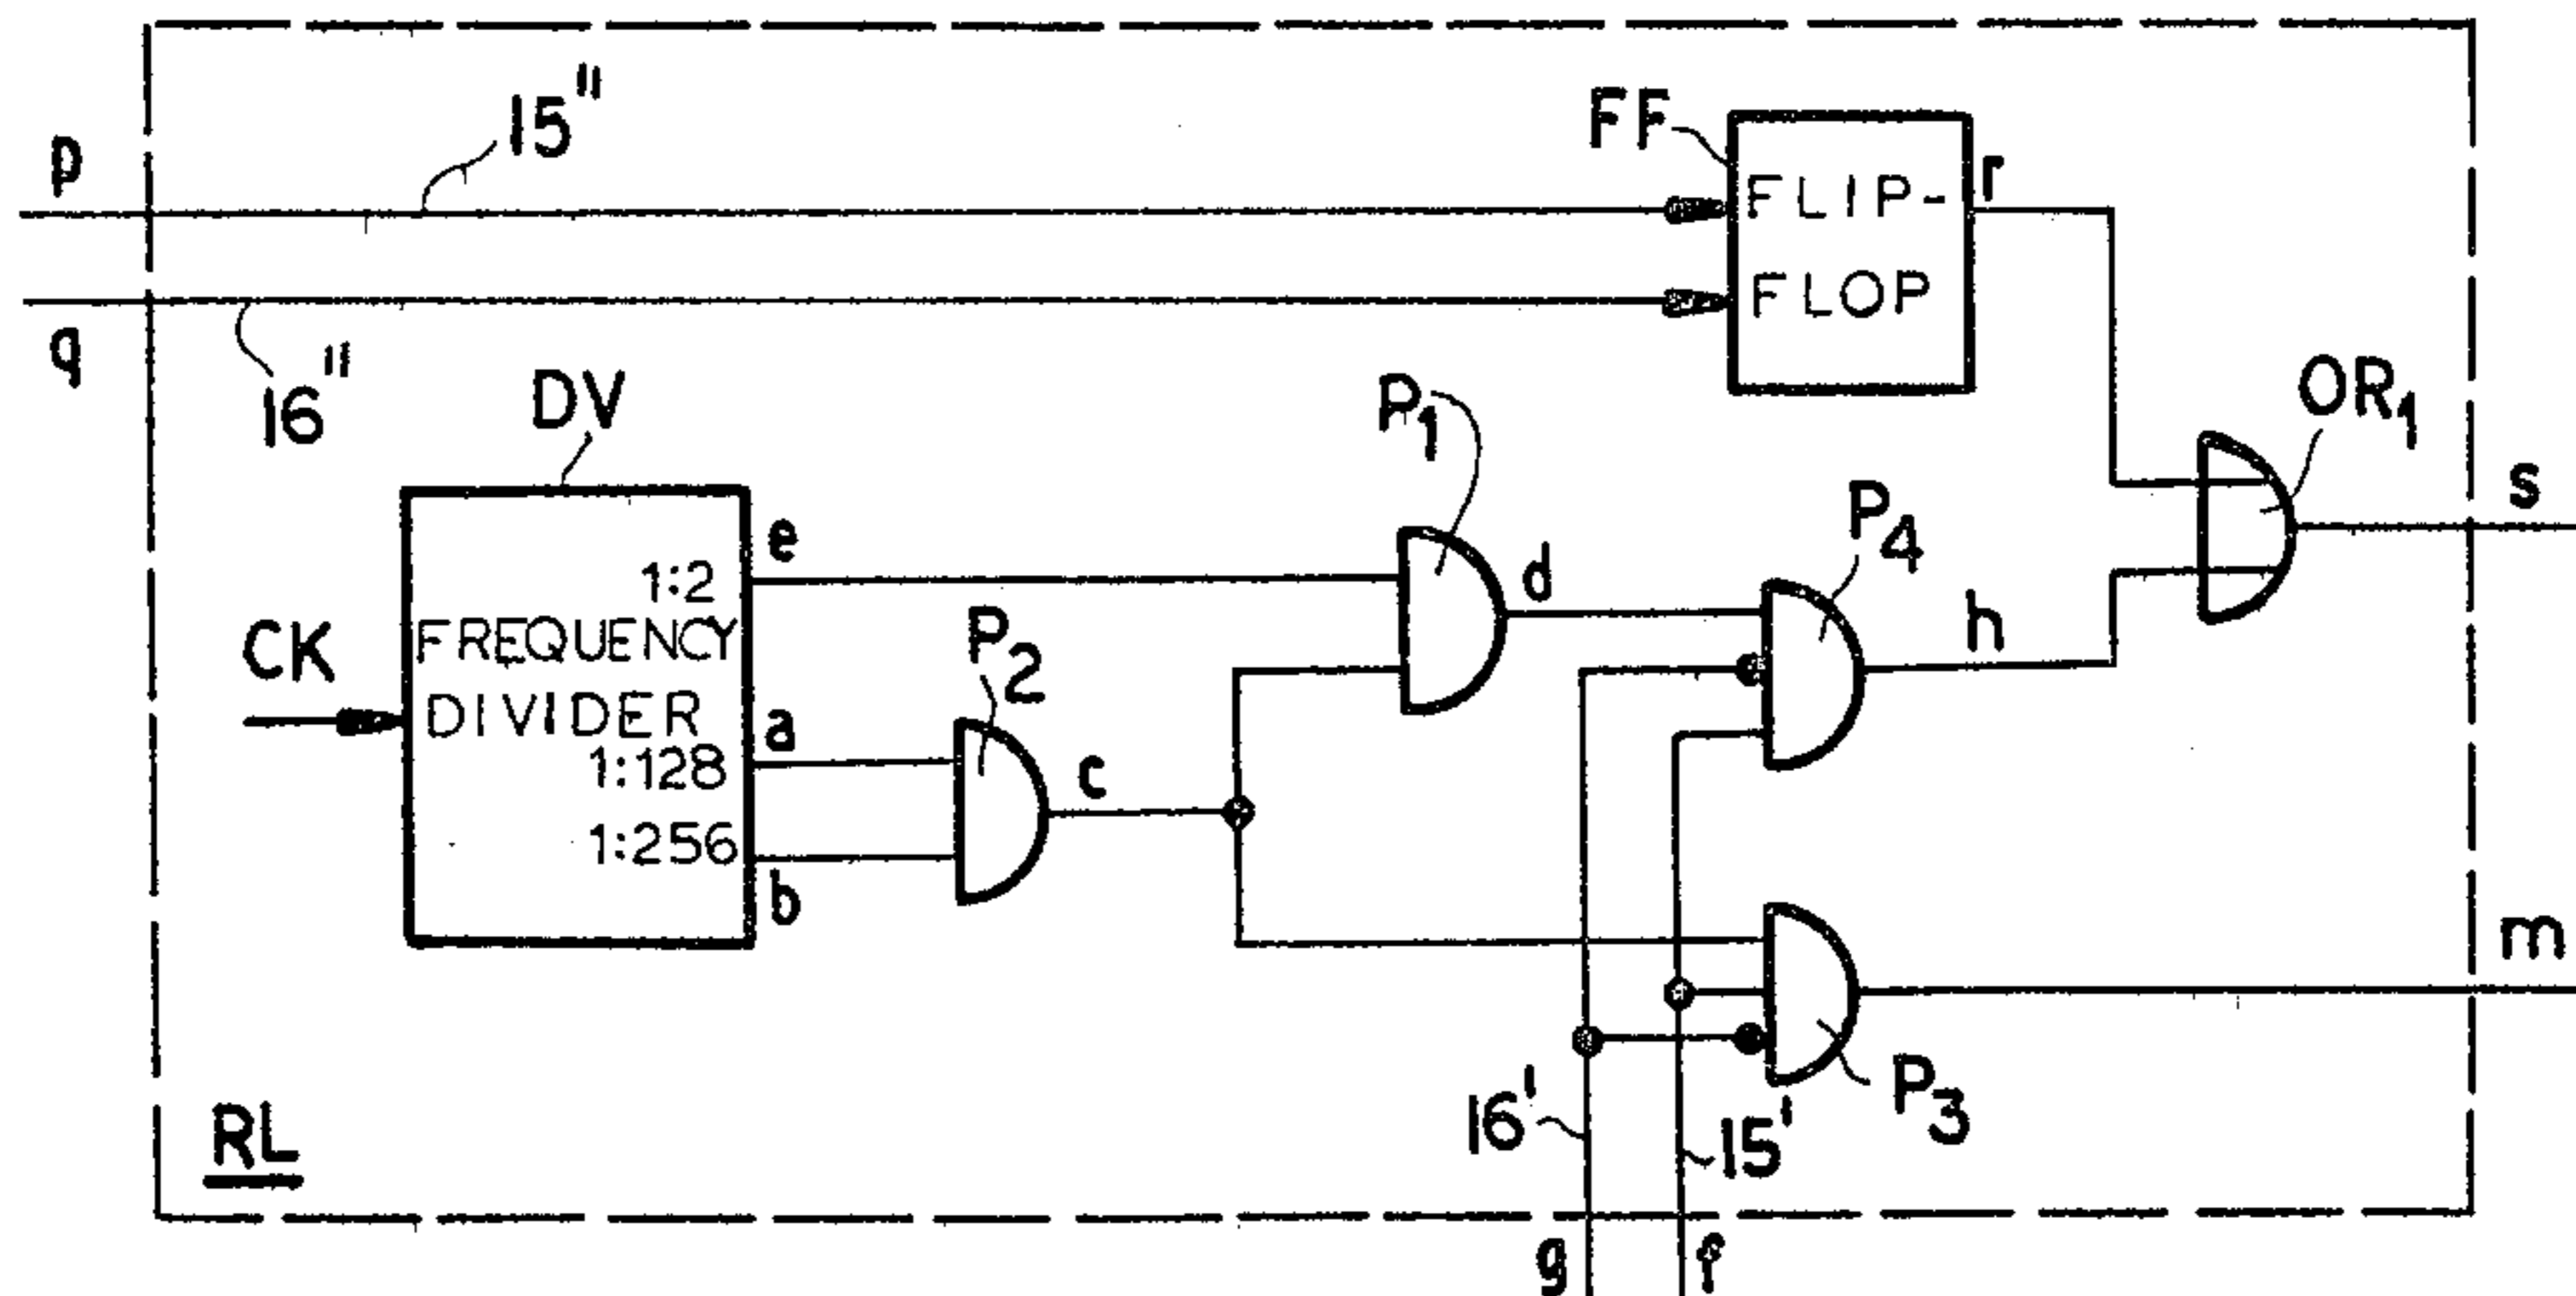 p
15"
q
16"
FF
FLIP-
FLOP
r
OR1
s
DV
CK
1:2
FREQUENCY
DIVIDER
1:128
1:256
e
a
b
P2
c
P1
d
P4
h
m
P3
16'
15'
g
f
RL